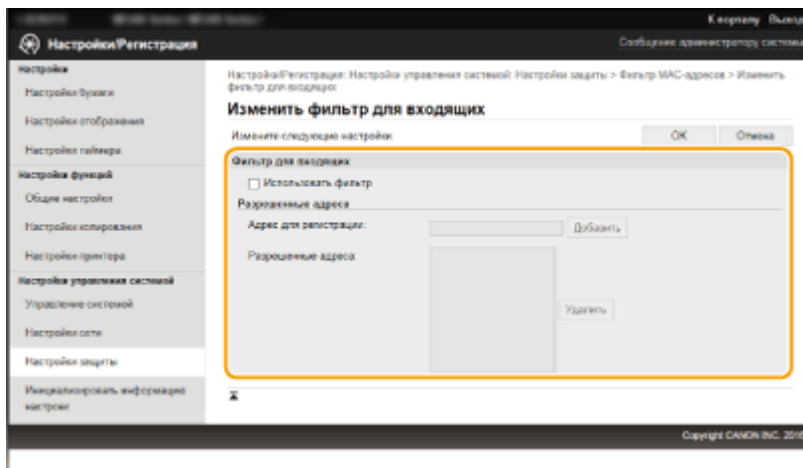 К порталу Выход
Настройки/Регистрация
Сообщение администратору системы
Настройки
Настройки бумаги
Настройки отображения
Настройки таймера
Настройки функций
Общие настройки
Настройки копирования
Настройки принтера
Настройки управления системой
Управление системой
Настройки сети
Настройки защиты
Инициализировать информацию
настроек
Настройки/Регистрация: Настройки управления системой: Настройки защиты > Фильтр MAC-адресов > Изменить
фильтр для входящих
Изменить фильтр для входящих
Измените следующие настройки.
OK Отмена
Фильтр для входящих
Использовать фильтр
Разрешенные адреса
Адрес для регистрации:
Добавить
Разрешенные адреса:
Удалить
Copyright CANON INC. 2016